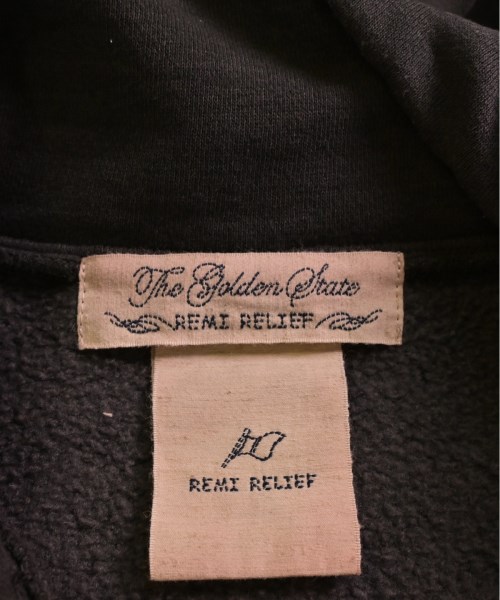 The Golden State
REMI RELIEF
REMI RELIEF